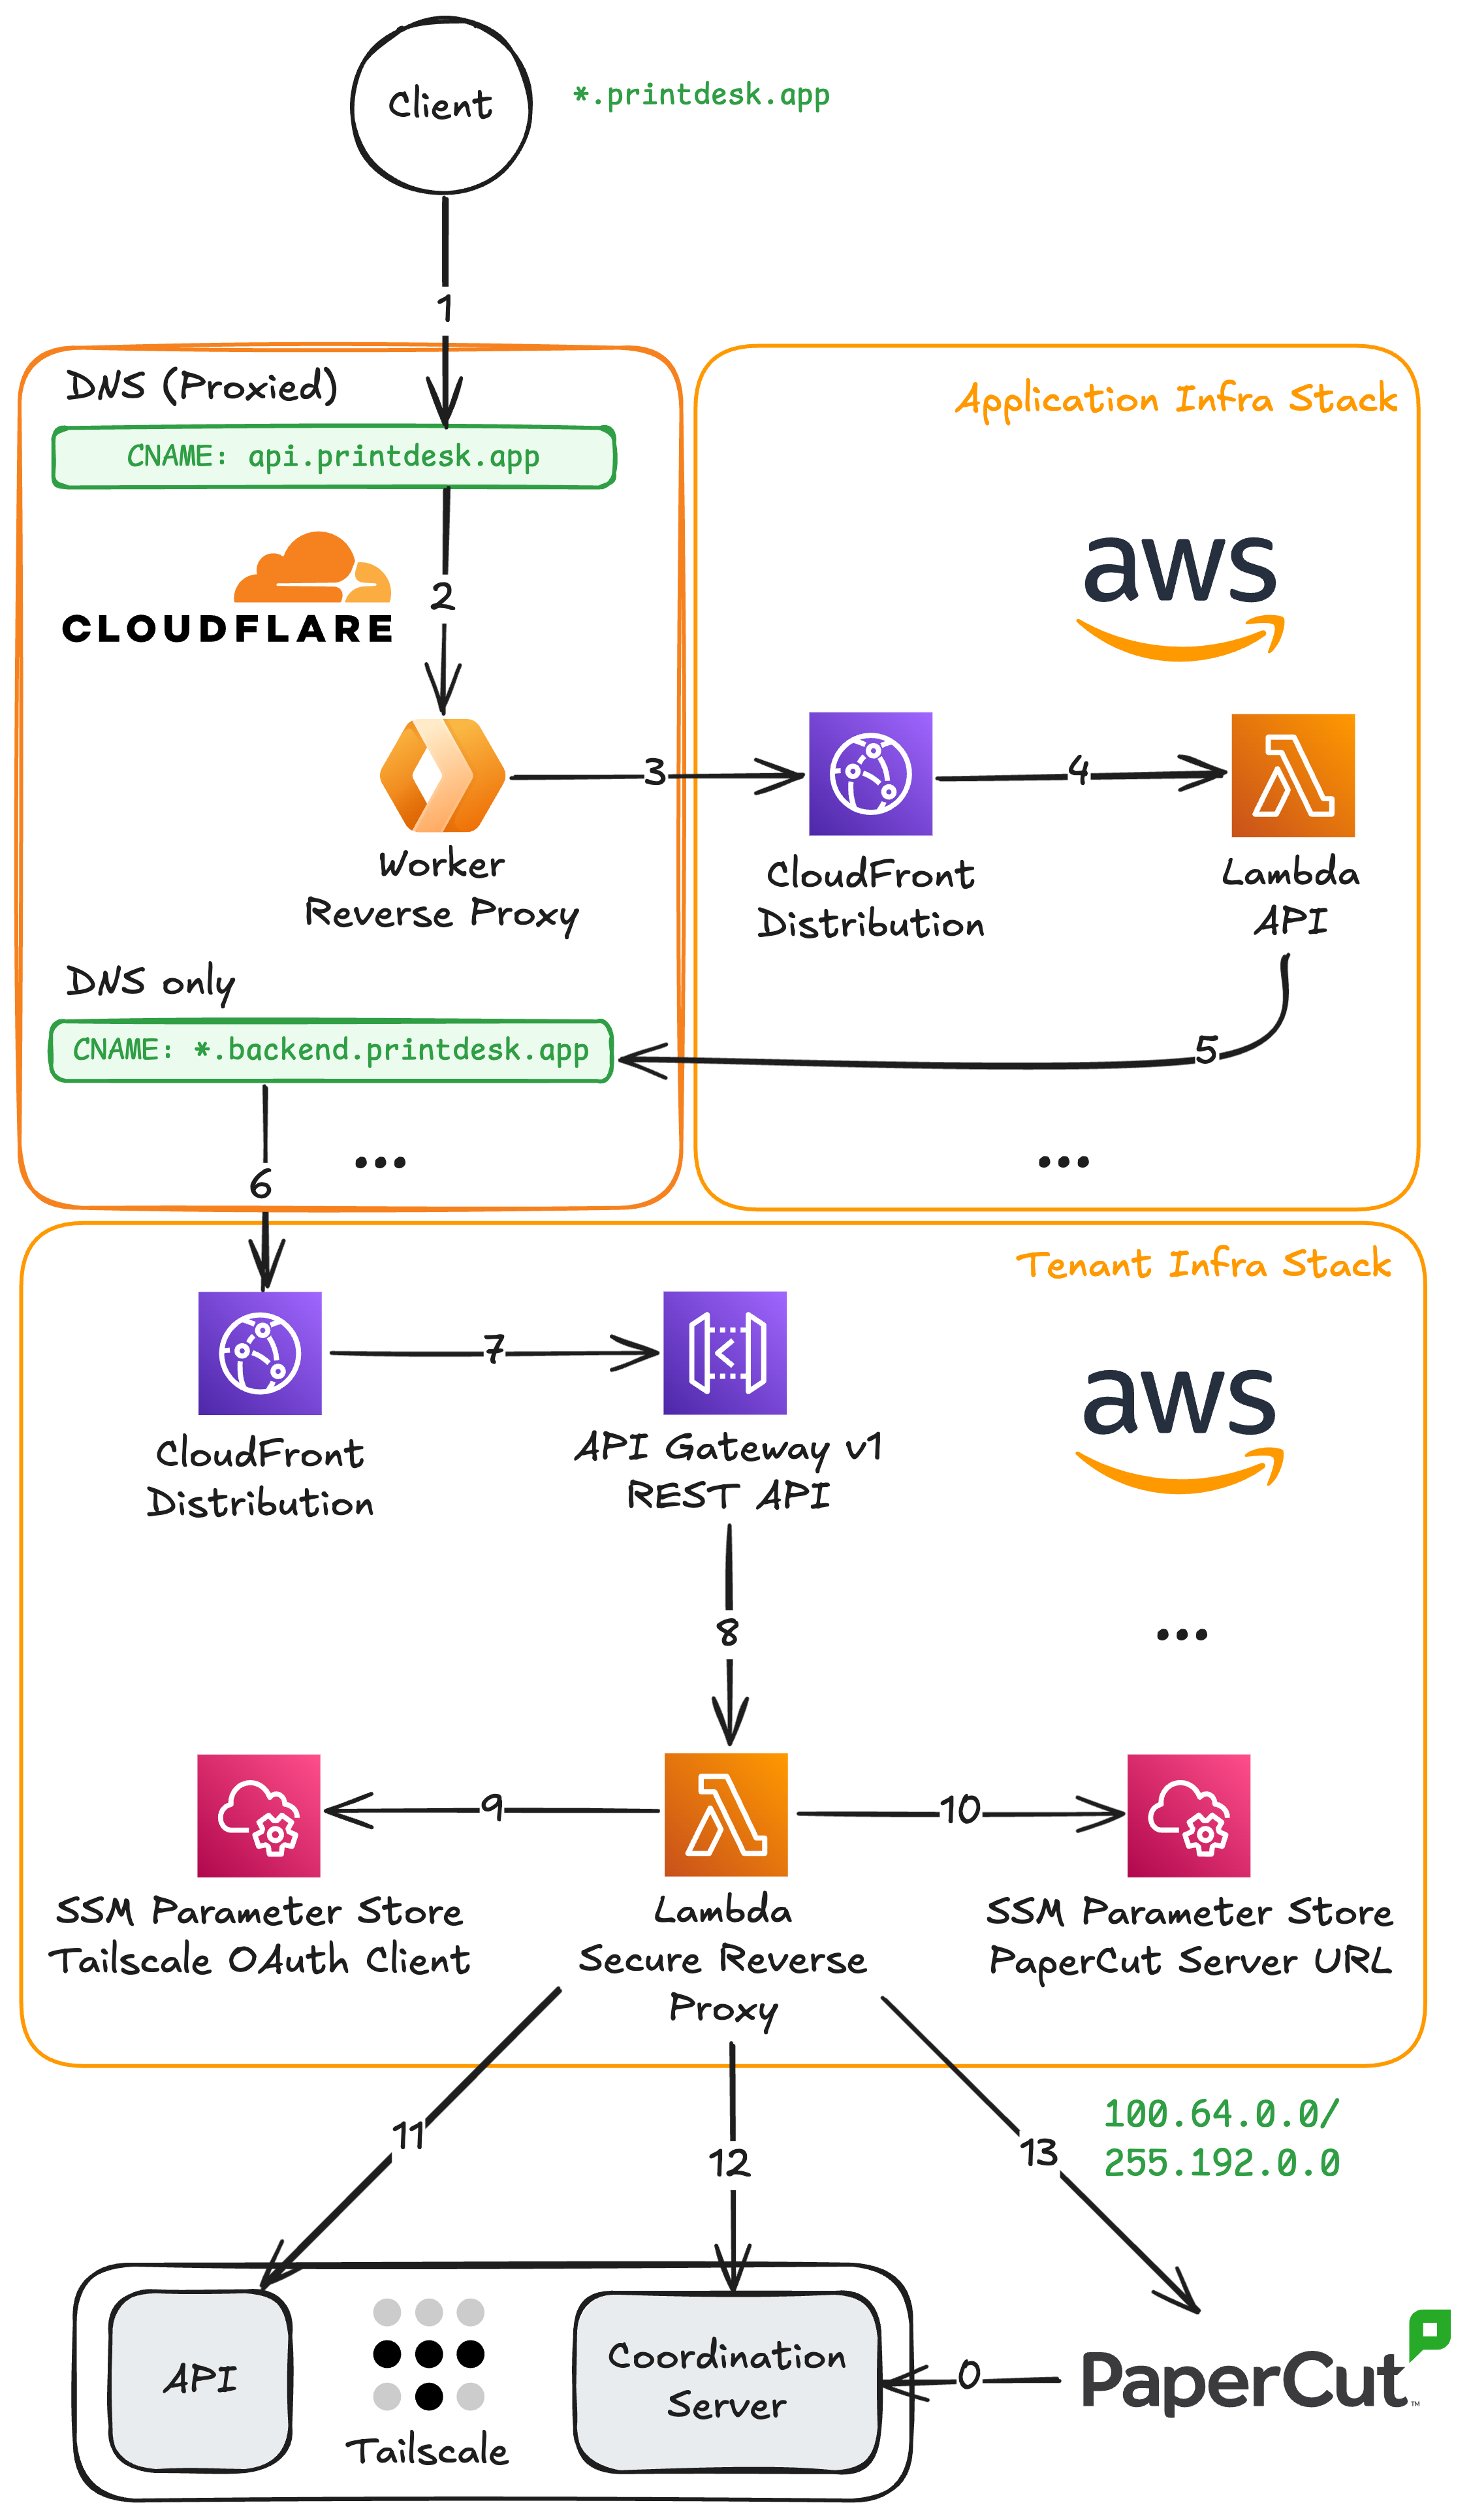 Client
*.printdesk.app
1
DNS (Proxied)
CNAME: api.printdesk.app
Application Infra Stack
CLOUDFLARE
2
aws
3
4
Worker
Reverse Proxy
CloudFront
Distribution
Lambda
API
DNS only
CNAME: *.backend.printdesk.app
5
...
...
6
Tenant Infra Stack
7
aws
CloudFront
Distribution
API Gateway v1
REST API
8
...
9
10
SSM Parameter Store
Tailscale OAuth Client
Lambda
Secure Reverse
Proxy
SSM Parameter Store
PaperCut Server URL
11
12
13
100.64.0.0/
255.192.0.0
API
Tailscale
Coordination
Server
0
PaperCut™